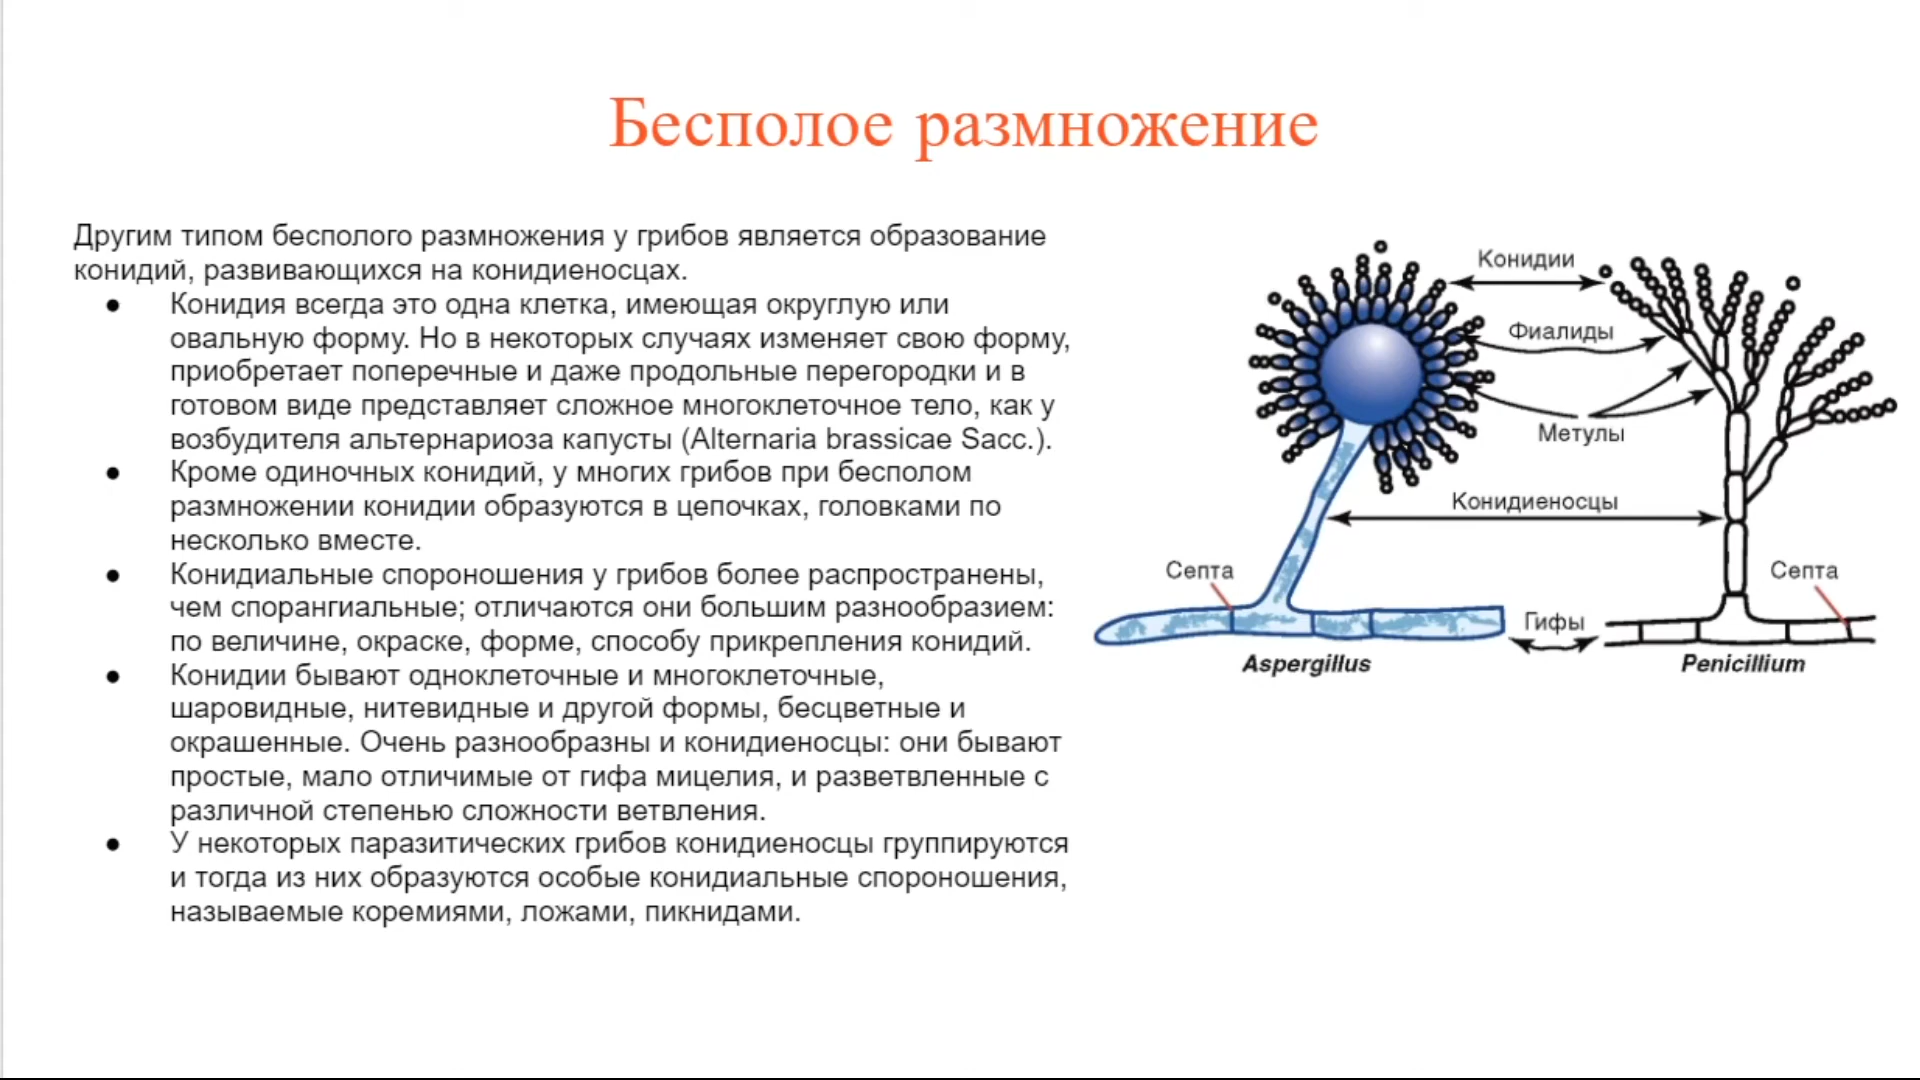 Бесполое размножение
Другим типом бесполого размножения у грибов является образование
конидий, развивающихся на конидиеносцах.
● Конидия всегда это одна клетка, имеющая округлую или
овальную форму. Но в некоторых случаях изменяет свою форму,
приобретает поперечные и даже продольные перегородки и в
готовом виде представляет сложное многоклеточное тело, как у
возбудителя альтернариоза капусты (Alternaria brassicae Sacc.).
● Кроме одиночных конидий, у многих грибов при бесполом
размножении конидии образуются в цепочках, головками по
несколько вместе.
● Конидиальные спороношения у грибов более распространены,
чем спорангиальные; отличаются они большим разнообразием:
по величине, окраске, форме, способу прикрепления конидий.
● Конидии бывают одноклеточные и многоклеточные,
шаровидные, нитевидные и другой формы, бесцветные и
окрашенные. Очень разнообразны и конидиеносцы: они бывают
простые, мало отличимые от гифа мицелия, и разветвленные с
различной степенью сложности ветвления.
● У некоторых паразитических грибов конидиеносцы группируются
и тогда из них образуются особые конидиальные спороношения,
называемые коремиями, ложами, пикнидами.
Конидии
Фиалиды
Метулы
Конидиеносцы
Септа
Септа
Гифы
Aspergillus
Penicillium